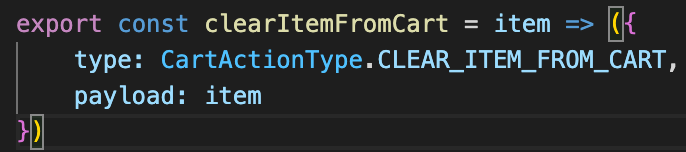 export const clearItemFromCart = item => ({
    type: CartActionType.CLEAR_ITEM_FROM_CART,
    payload: item
})